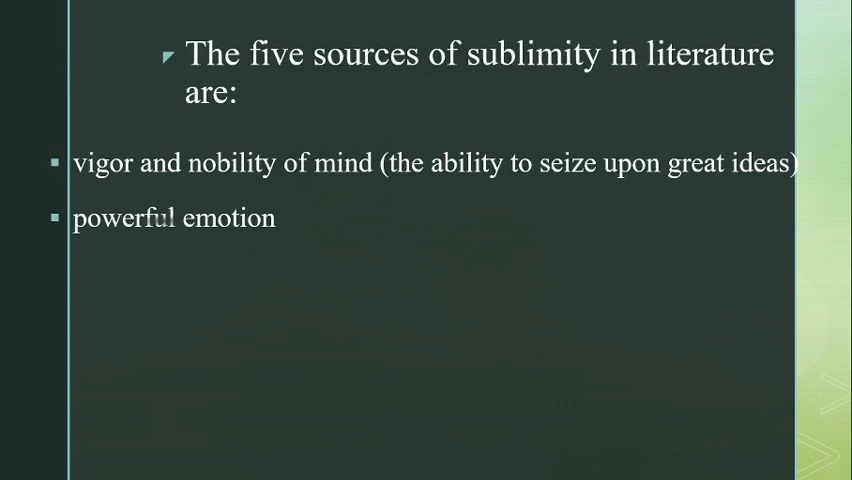 The five sources of sublimity in literature
are:
vigor and nobility of mind (the ability to seize upon great ideas)
powerful emotion